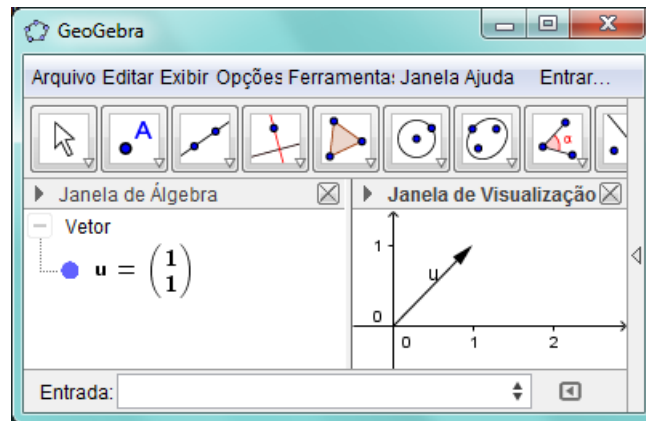 GeoGebra
Arquivo Editar Exibir Opções Ferramenta: Janela Ajuda Entrar...
A
α
Janela de Álgebra
Janela de Visualização
Vetor
u = (1
1)
1
u
0
0 1 2
Entrada: